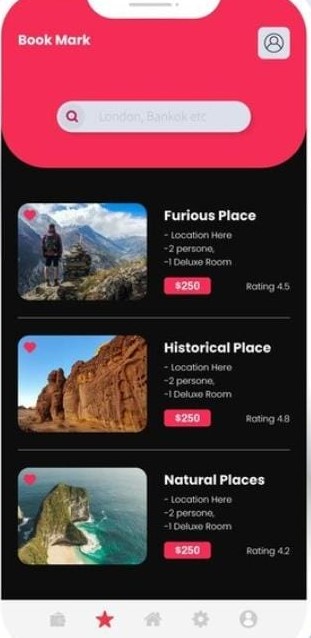 Book Mark
London, Bankok etc
Furious Place
- Location Here
-2 persone,
-1 Deluxe Room
$250 Rating 4.5
Historical Place
- Location Here
-2 persone,
-1 Deluxe Room
$250 Rating 4.8
Natural Places
- Location Here
-2 persone,
-1 Deluxe Room
$250 Rating 4.2